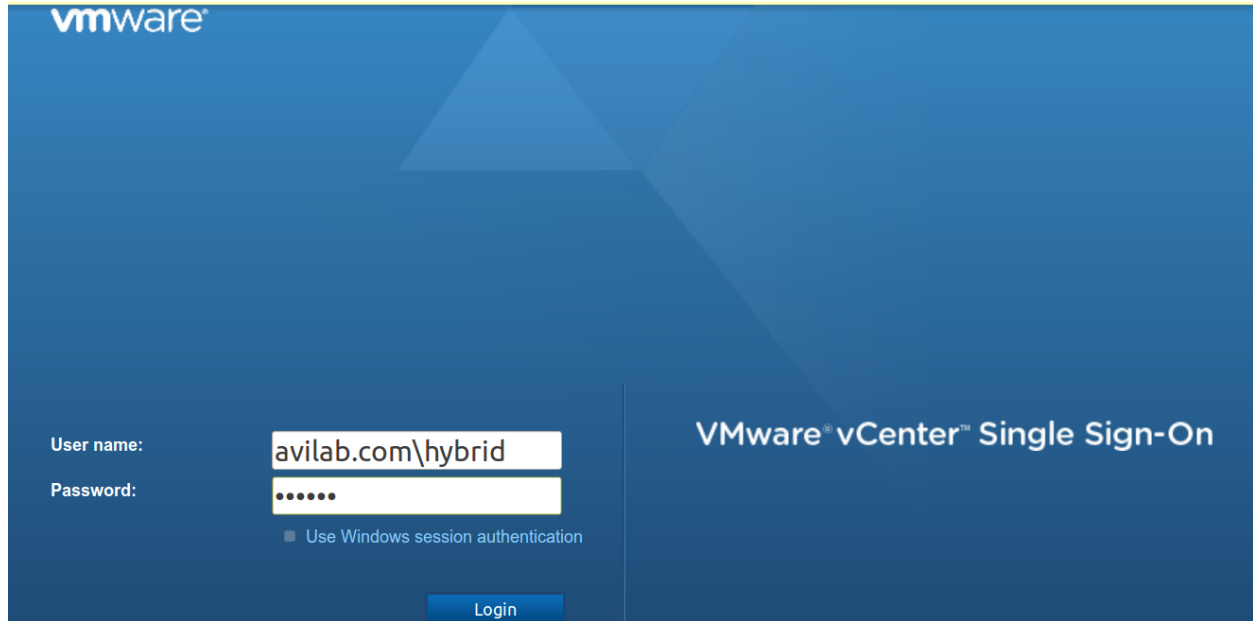 vmware®
User name:
avilab.com\hybrid
Password:
••••••
Use Windows session authentication
Login
VMware® vCenter™ Single Sign-On